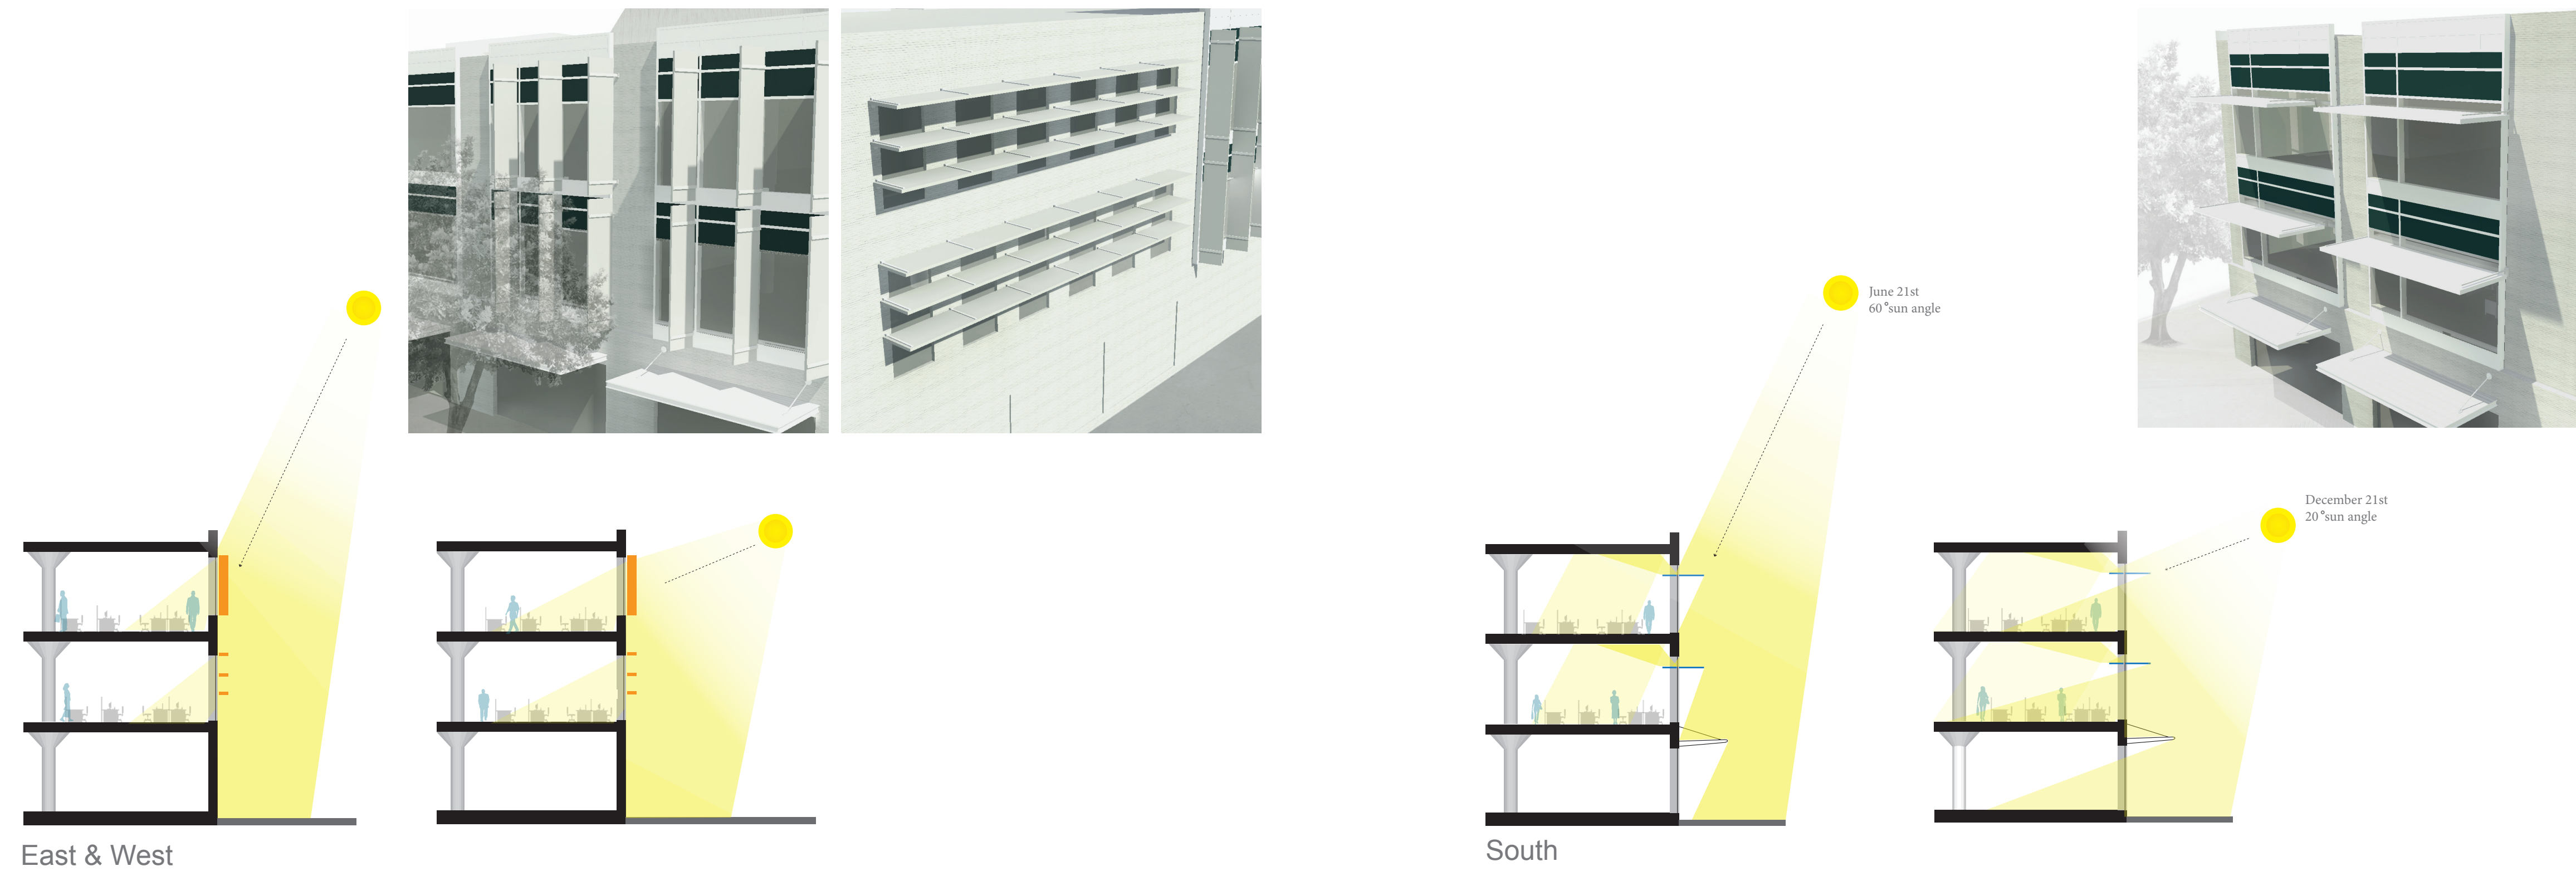 June 21st
60°sun angle
December 21st
20°sun angle
East & West
South